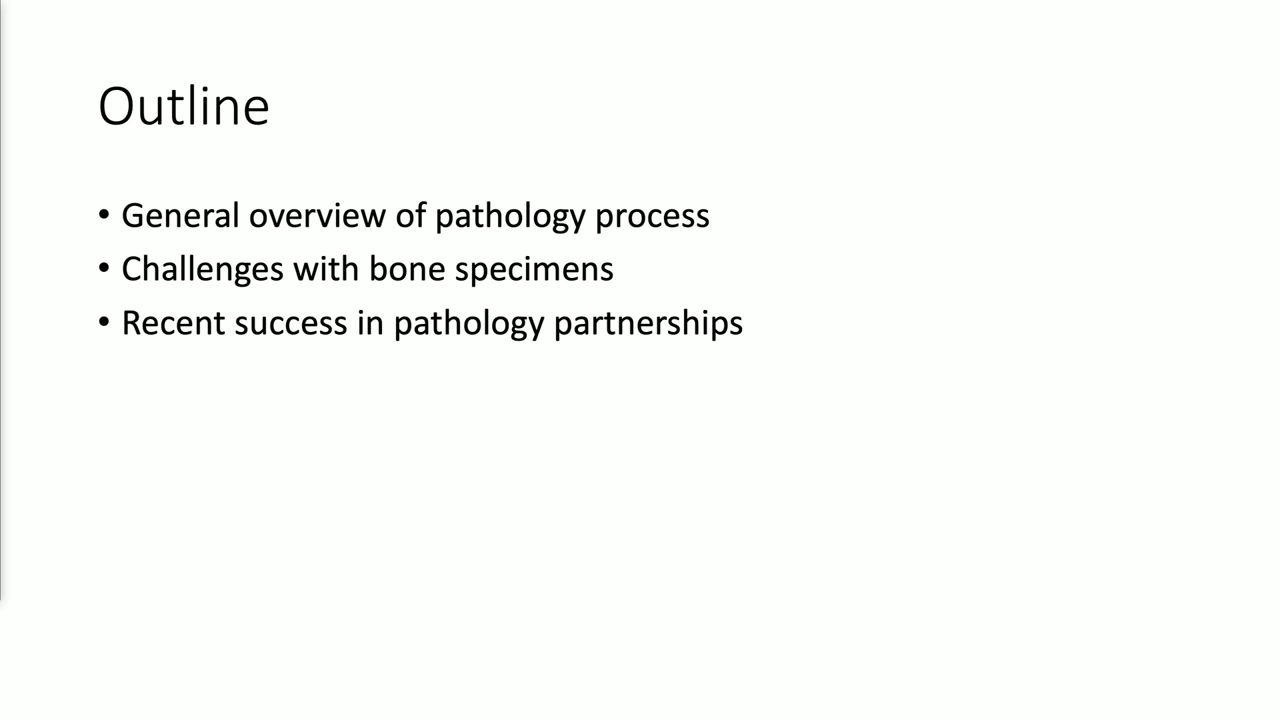 Outline
• General overview of pathology process
• Challenges with bone specimens
• Recent success in pathology partnerships